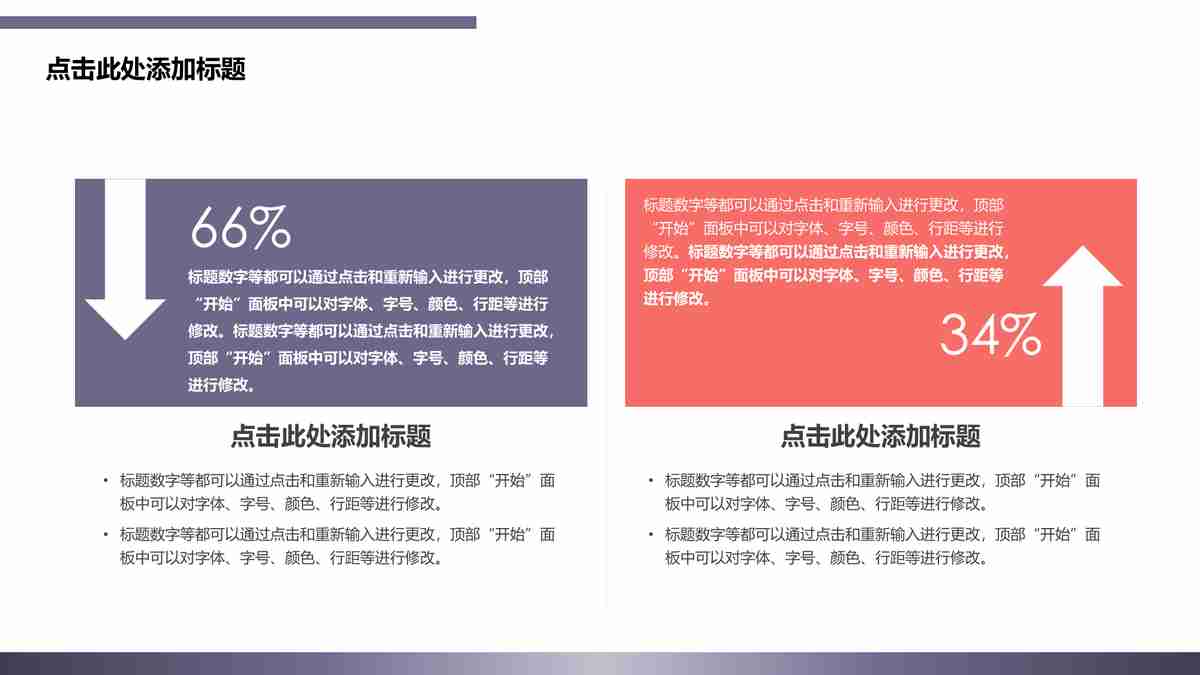 点击此处添加标题
66%
标题数字等都可以通过点击和重新输入进行更改，顶部
“开始”面板中可以对字体、字号、颜色、行距等进行
修改。标题数字等都可以通过点击和重新输入进行更改，
顶部“开始”面板中可以对字体、字号、颜色、行距等
进行修改。
点击此处添加标题
• 标题数字等都可以通过点击和重新输入进行更改，顶部“开始”面
板中可以对字体、字号、颜色、行距等进行修改。
• 标题数字等都可以通过点击和重新输入进行更改，顶部“开始”面
板中可以对字体、字号、颜色、行距等进行修改。
标题数字等都可以通过点击和重新输入进行更改，顶部
“开始”面板中可以对字体、字号、颜色、行距等进行
修改。标题数字等都可以通过点击和重新输入进行更改，
顶部“开始”面板中可以对字体、字号、颜色、行距等
进行修改。
34%
点击此处添加标题
• 标题数字等都可以通过点击和重新输入进行更改，顶部“开始”面
板中可以对字体、字号、颜色、行距等进行修改。
• 标题数字等都可以通过点击和重新输入进行更改，顶部“开始”面
板中可以对字体、字号、颜色、行距等进行修改。